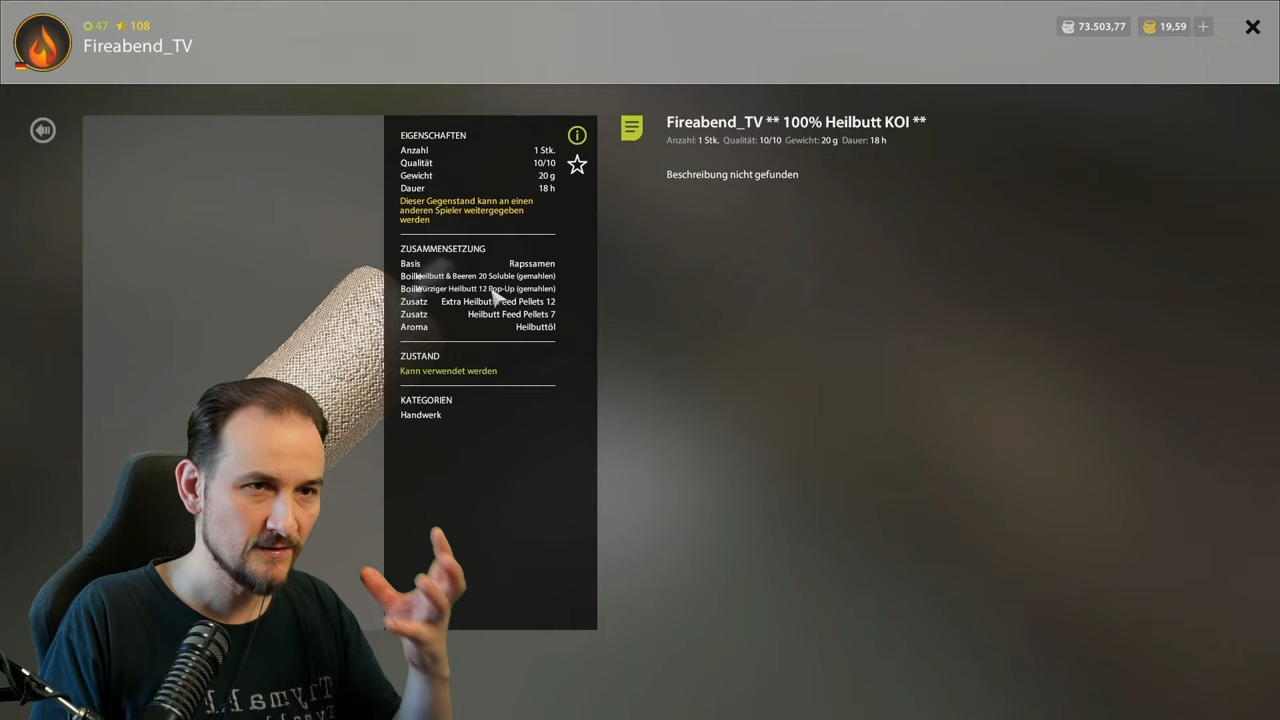 47 108
Fireabend_TV
73.503,77
19,59
EIGENSCHAFTEN
Anzahl 1 Stk.
Qualität 10/10
Gewicht 20 g
Dauer 18 h
Dieser Gegenstand kann an einen
anderen Spieler weitergegeben
werden
ZUSAMMENSETZUNG
Basis Rapssamen
Heilbutt & Beeren 20 Soluble (gemahlen)
Würziger Heilbutt 12 Pop-Up (gemahlen)
Zusatz Extra Heilbutt Feed Pellets 12
Zusatz Heilbutt Feed Pellets 7
Aroma Heilbuttöl
ZUSTAND
Kann verwendet werden
KATEGORIEN
Handwerk
Fireabend_TV ** 100% Heilbutt KOI **
Anzahl: 1 Stk. Qualität: 10/10 Gewicht: 20 g Dauer: 18 h
Beschreibung nicht gefunden